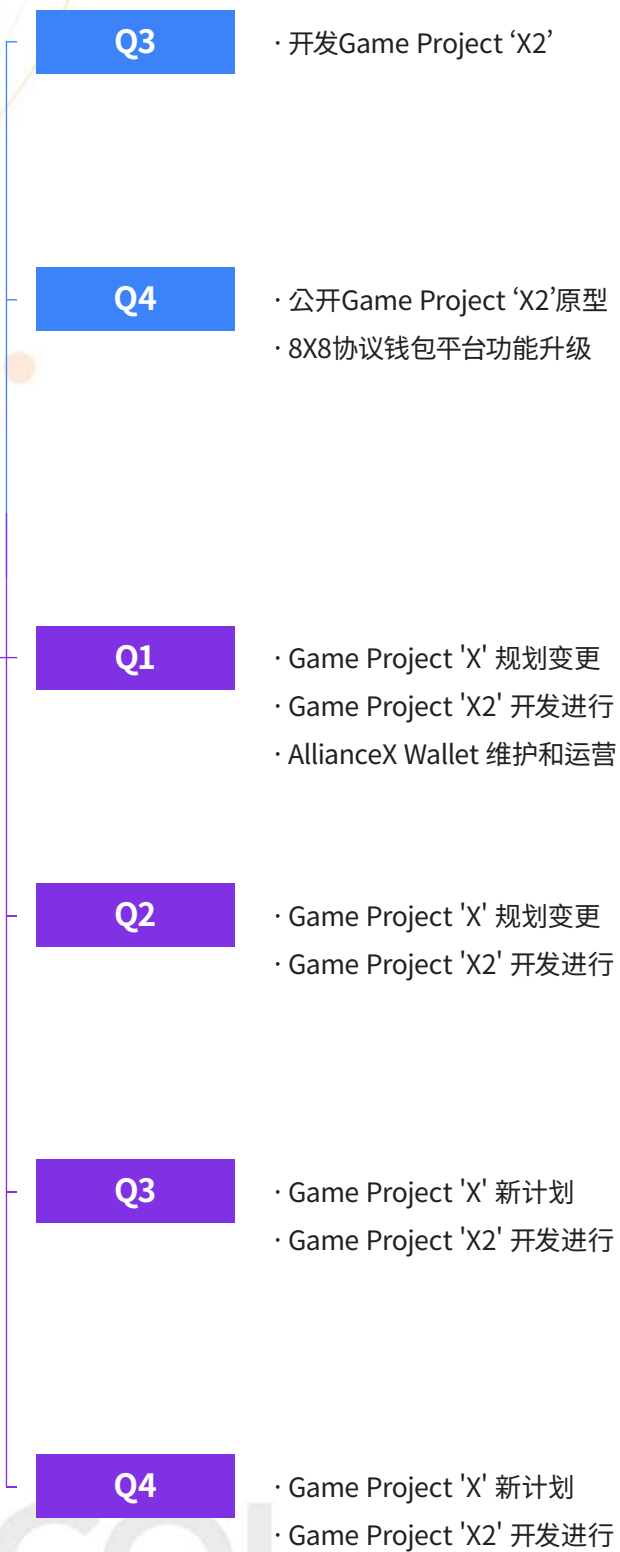 Q3
· 开发Game Project ‘X2’
Q4
· 公开Game Project ‘X2’原型
· 8X8协议钱包平台功能升级
Q1
· Game Project 'X' 规划变更
· Game Project 'X2' 开发进行
· AllianceX Wallet 维护和运营
Q2
· Game Project 'X' 规划变更
· Game Project 'X2' 开发进行
Q3
· Game Project 'X' 新计划
· Game Project 'X2' 开发进行
Q4
· Game Project 'X' 新计划
· Game Project 'X2' 开发进行